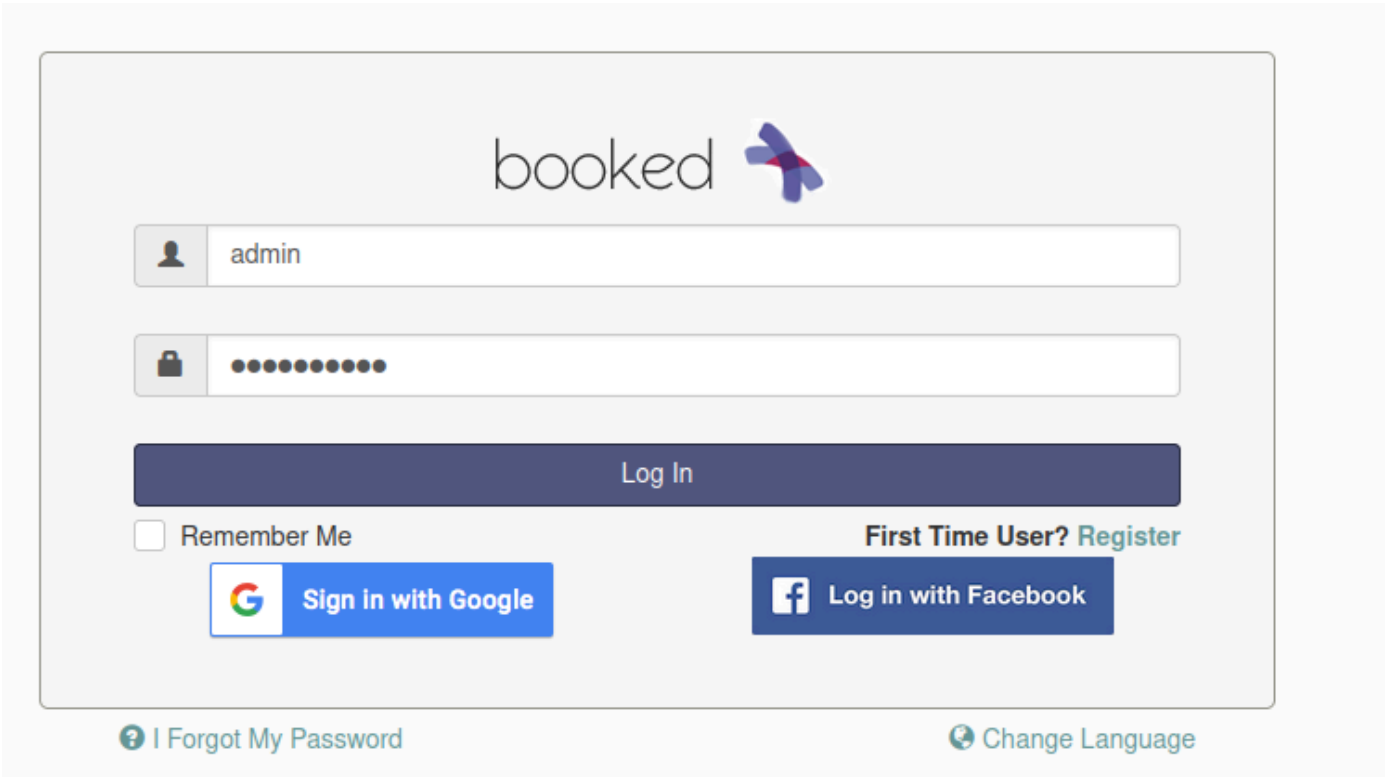 booked
admin
●●●●●●●●●●
Log In
Remember Me
First Time User? Register
G Sign in with Google
f Log in with Facebook
? I Forgot My Password
Change Language